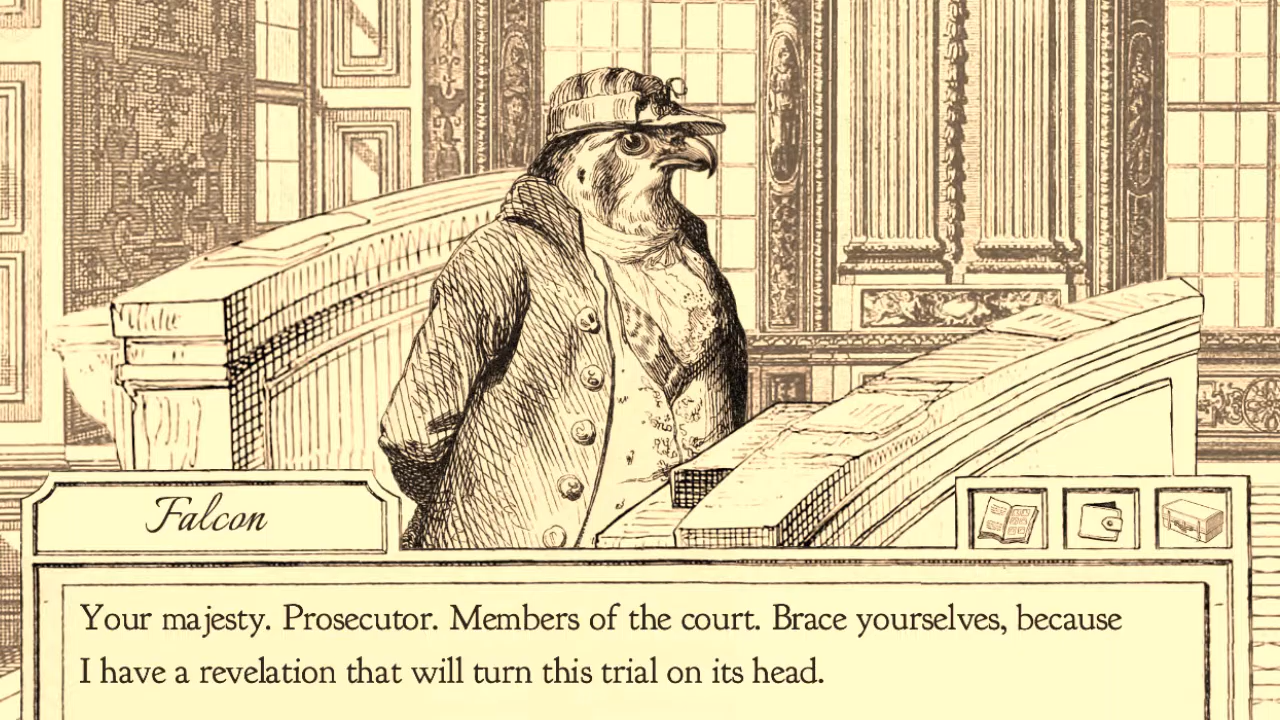 Falcon
Your majesty. Prosecutor. Members of the court. Brace yourselves, because
I have a revelation that will turn this trial on its head.